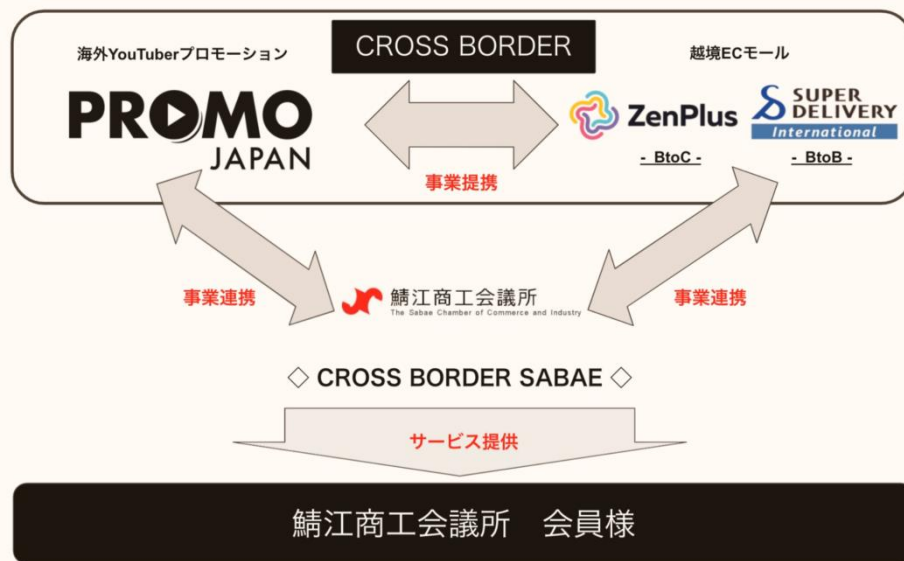 CROSS BORDER
海外YouTuberプロモーション
越境ECモール
PROMO
JAPAN
ZenPlus
- BtoC -
SUPER
DELIVERY
International
- BtoB -
事業提携
事業連携
事業連携
鯖江商工会議所
The Sabae Chamber of Commerce and Industry
◇ CROSS BORDER SABAE ◇
サービス提供
鯖江商工会議所　会員様